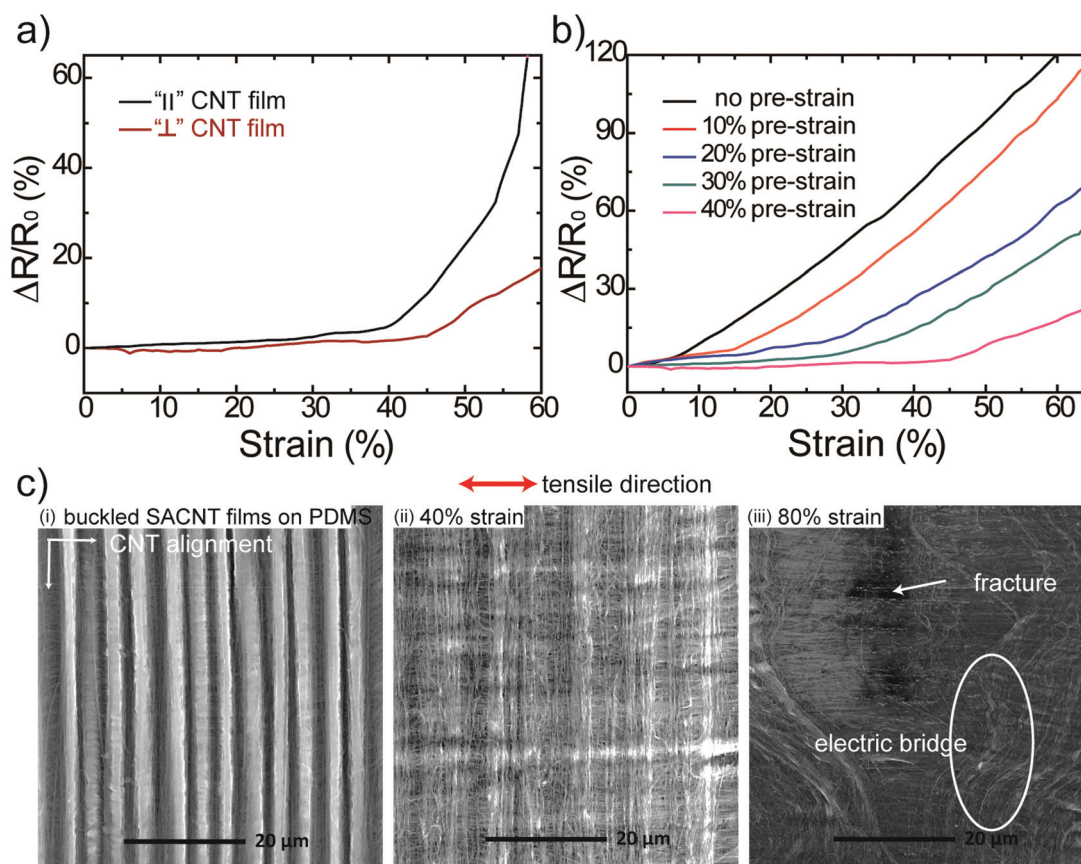 a)
ΔR/R₀ (%)
60
40
20
0
"II" CNT film
"⊥" CNT film
0 10 20 30 40 50 60
Strain (%)
b)
ΔR/R₀ (%)
120
90
60
30
0
no pre-strain
10% pre-strain
20% pre-strain
30% pre-strain
40% pre-strain
0 10 20 30 40 50 60
Strain (%)
c)
tensile direction
(i) buckled SACNT films on PDMS
CNT alignment
20 μm
(ii) 40% strain
20 μm
(iii) 80% strain
fracture
electric bridge
20 μm